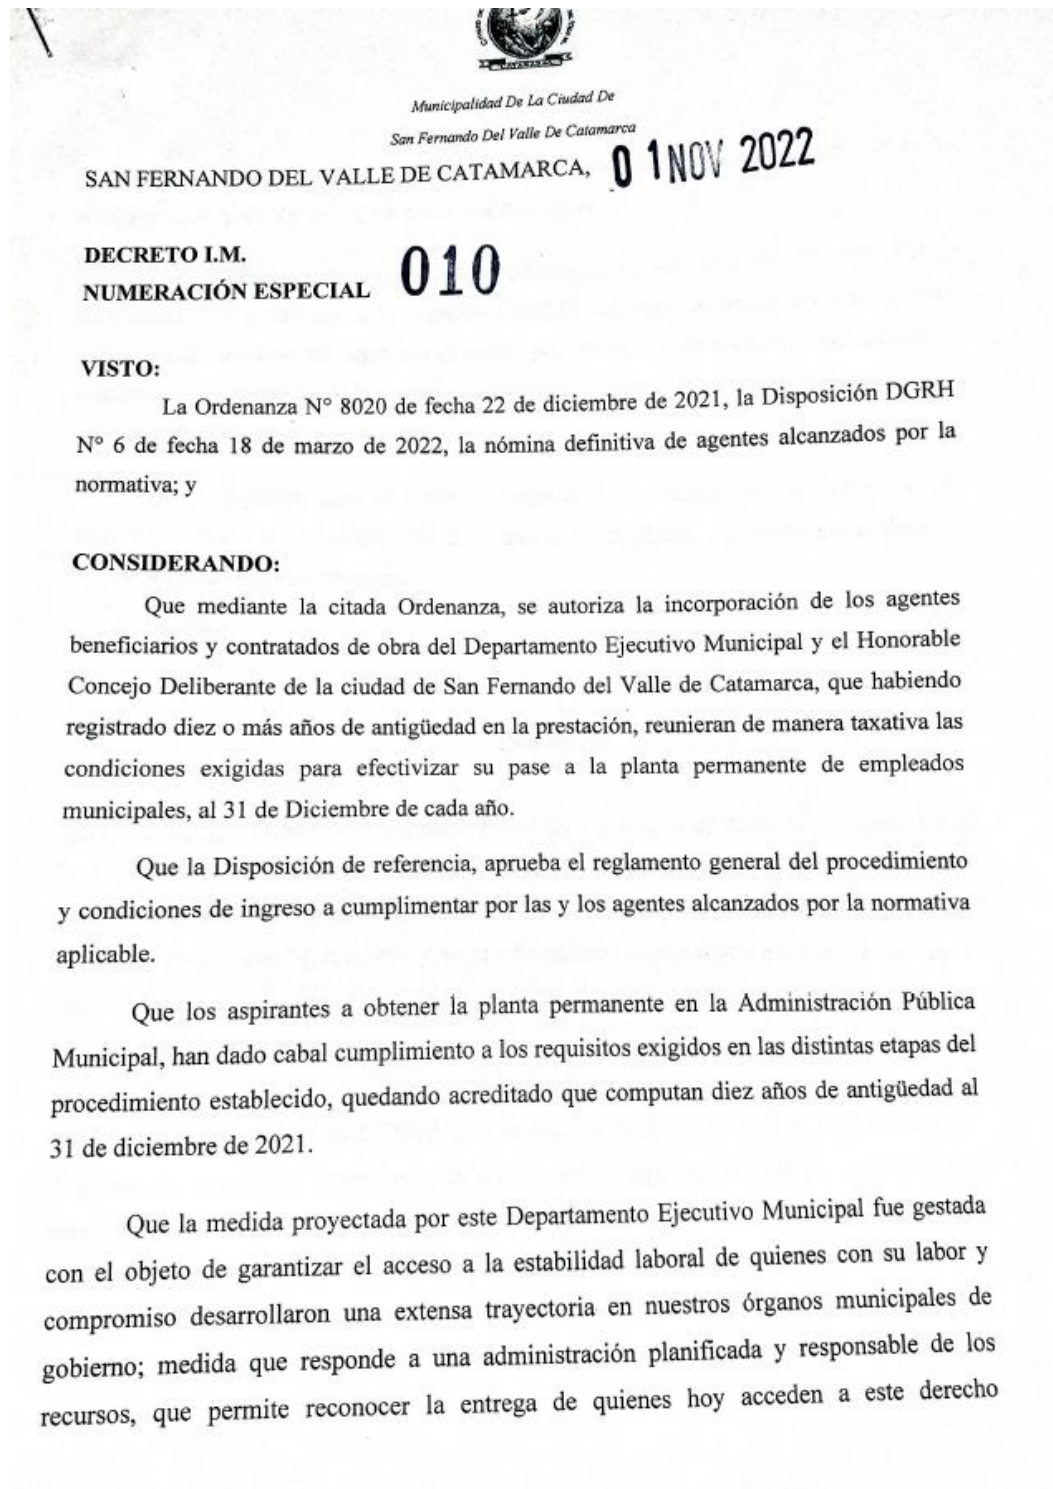 CATAMARCA
Municipalidad De La Ciudad De
San Fernando Del Valle De Catamarca
SAN FERNANDO DEL VALLE DE CATAMARCA, 01 NOV 2022
DECRETO I.M.
NUMERACIÓN ESPECIAL 010
VISTO:
La Ordenanza N° 8020 de fecha 22 de diciembre de 2021, la Disposición DGRH
N° 6 de fecha 18 de marzo de 2022, la nómina definitiva de agentes alcanzados por la
normativa; y
CONSIDERANDO:
Que mediante la citada Ordenanza, se autoriza la incorporación de los agentes
beneficiarios y contratados de obra del Departamento Ejecutivo Municipal y el Honorable
Concejo Deliberante de la ciudad de San Fernando del Valle de Catamarca, que habiendo
registrado diez o más años de antigüedad en la prestación, reunieran de manera taxativa las
condiciones exigidas para efectivizar su pase a la planta permanente de empleados
municipales, al 31 de Diciembre de cada año.
Que la Disposición de referencia, aprueba el reglamento general del procedimiento
y condiciones de ingreso a cumplimentar por las y los agentes alcanzados por la normativa
aplicable.
Que los aspirantes a obtener la planta permanente en la Administración Pública
Municipal, han dado cabal cumplimiento a los requisitos exigidos en las distintas etapas del
procedimiento establecido, quedando acreditado que computan diez años de antigüedad al
31 de diciembre de 2021.
Que la medida proyectada por este Departamento Ejecutivo Municipal fue gestada
con el objeto de garantizar el acceso a la estabilidad laboral de quienes con su labor y
compromiso desarrollaron una extensa trayectoria en nuestros órganos municipales de
gobierno; medida que responde a una administración planificada y responsable de los
recursos, que permite reconocer la entrega de quienes hoy acceden a este derecho